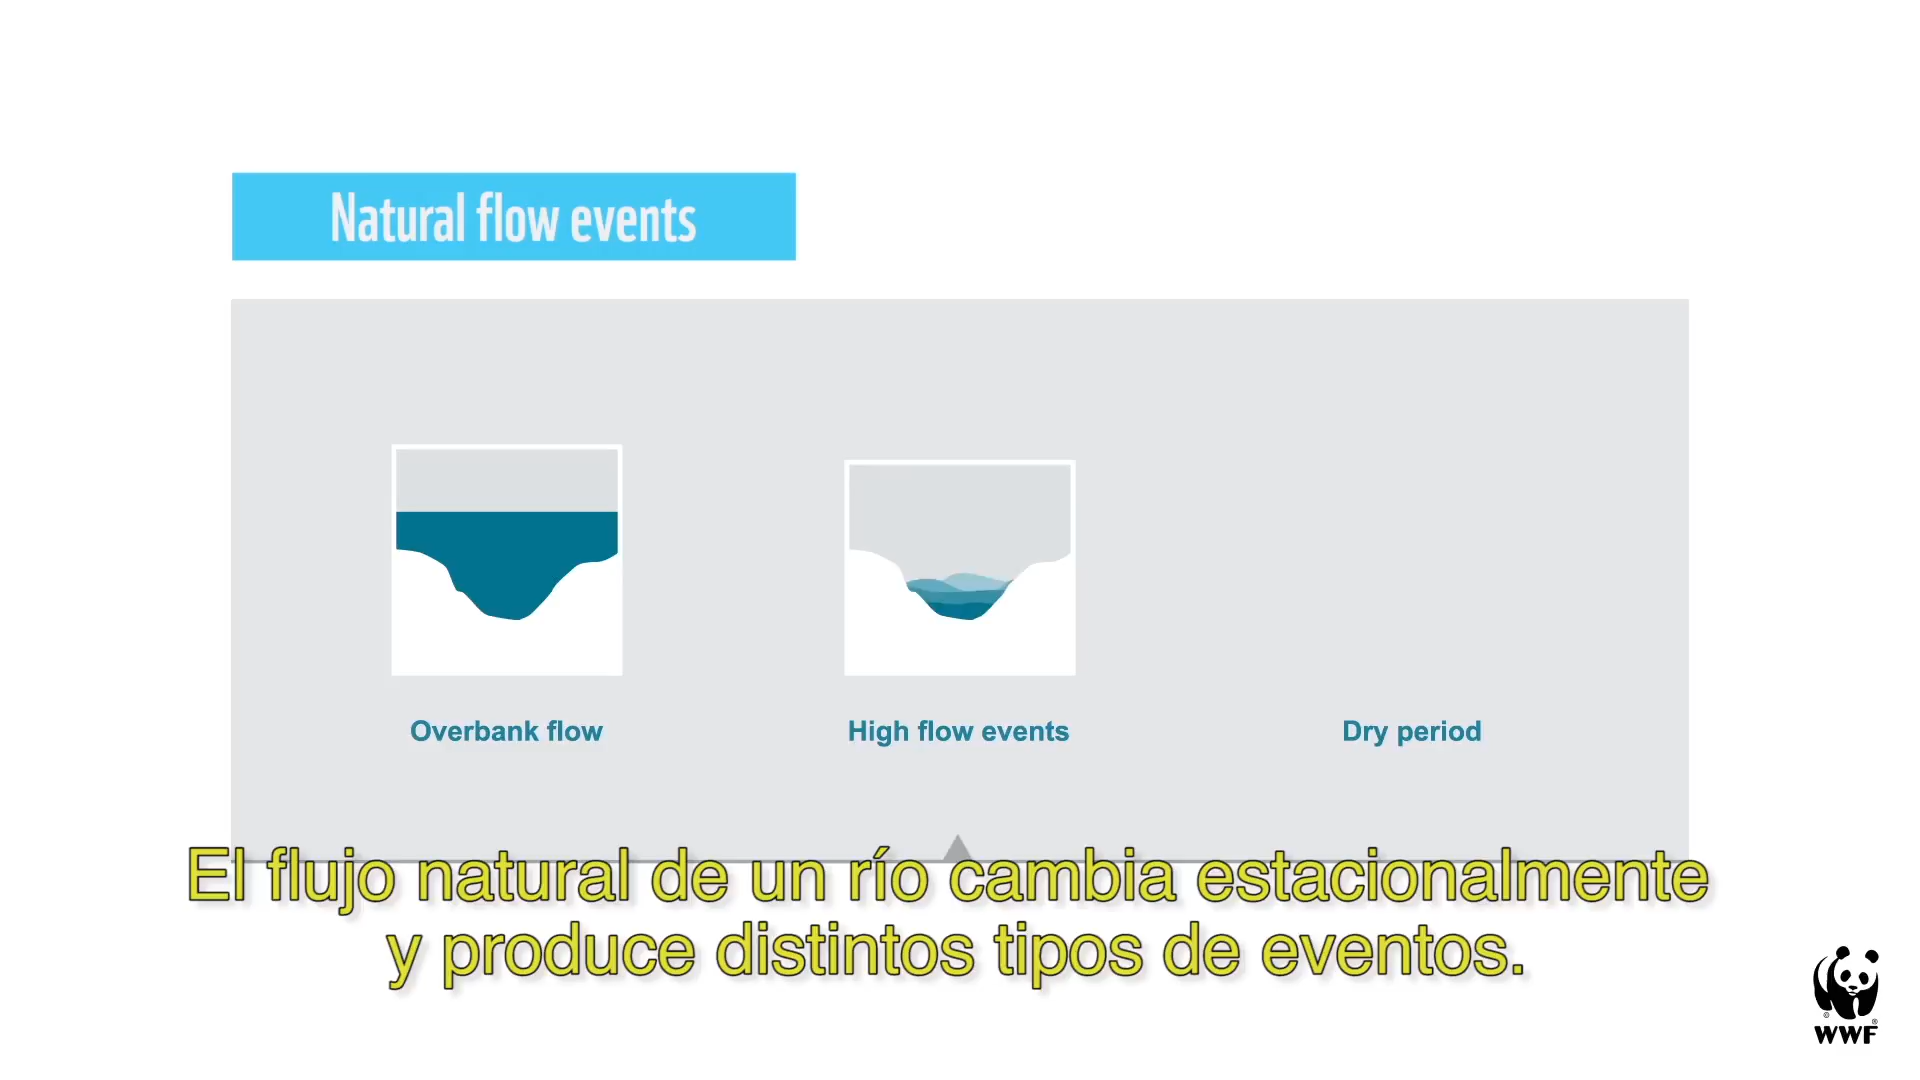 Natural flow events
Overbank flow
High flow events
Dry period
El flujo natural de un río cambia estacionalmente
y produce distintos tipos de eventos.
WWF